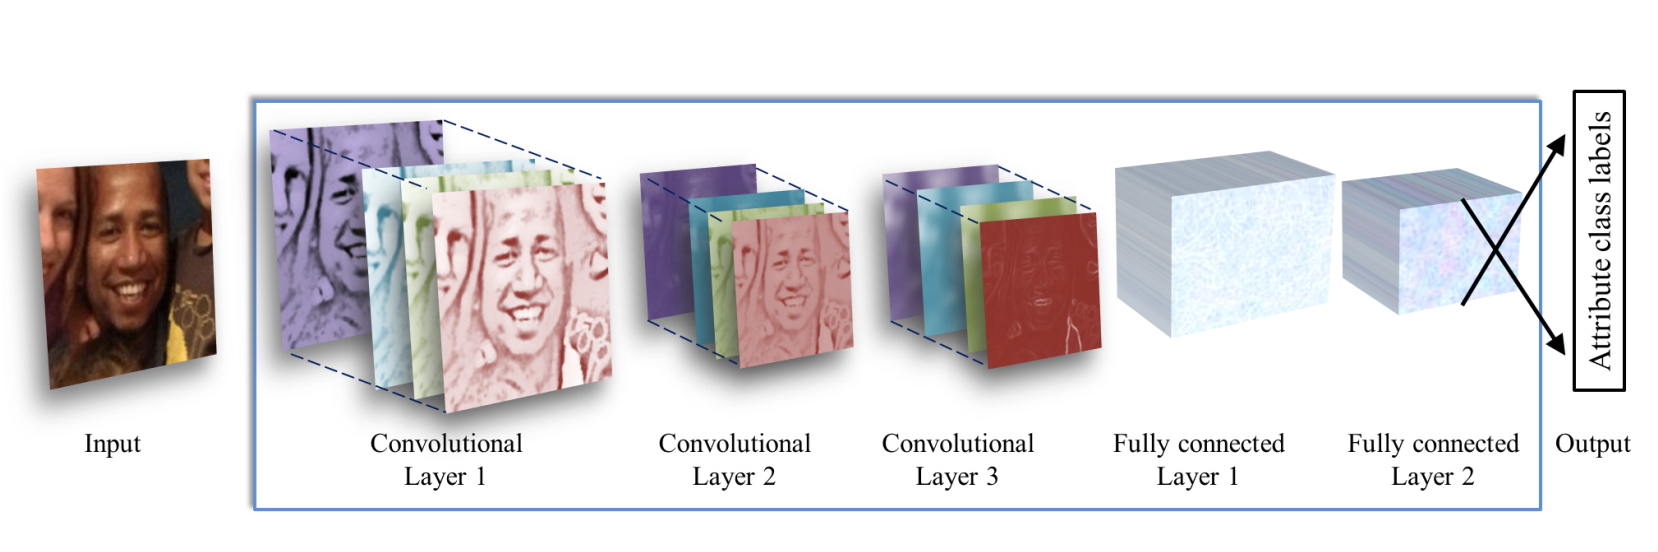 Attribute class labels
Input
Convolutional
Layer 1
Convolutional
Layer 2
Convolutional
Layer 3
Fully connected
Layer 1
Fully connected
Layer 2
Output